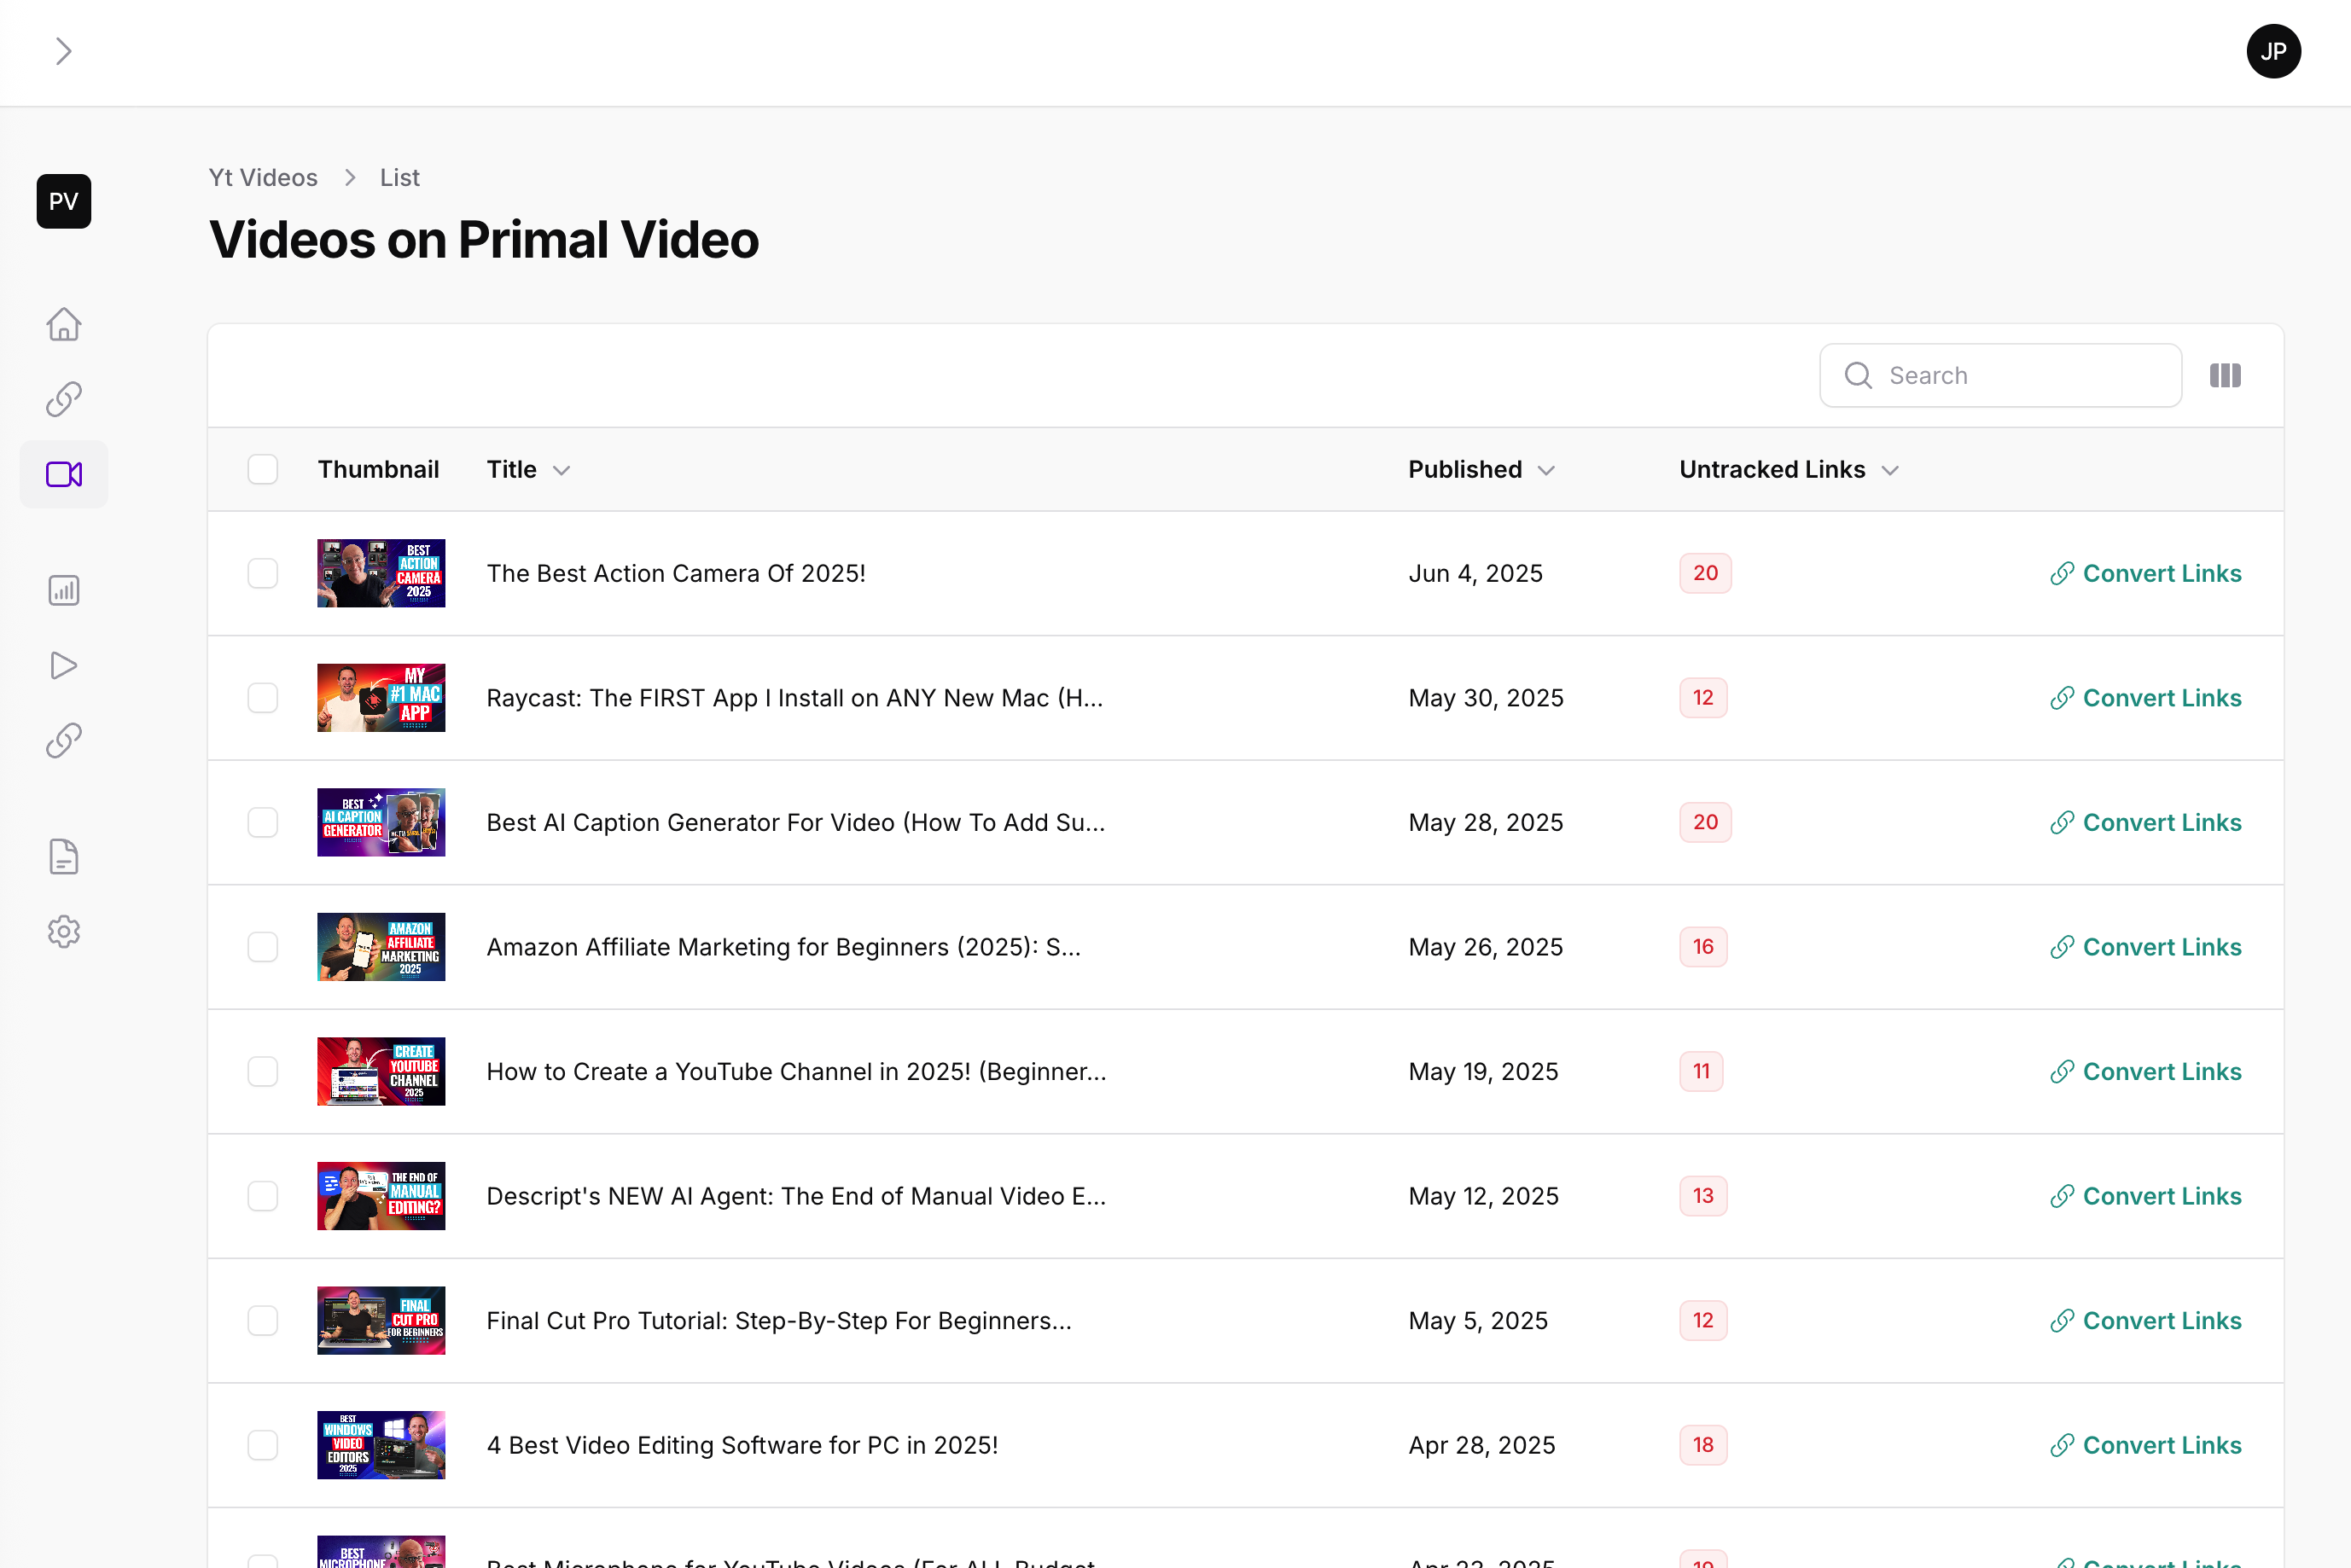 JP
PV
Yt Videos > List
Videos on Primal Video
Search
Thumbnail Title Published Untracked Links
BEST ACTION CAMERA 2025
The Best Action Camera Of 2025! Jun 4, 2025 20 Convert Links
MY #1 MAC APP
Raycast: The FIRST App I Install on ANY New Mac (H... May 30, 2025 12 Convert Links
BEST AI CAPTION GENERATOR
Best AI Caption Generator For Video (How To Add Su... May 28, 2025 20 Convert Links
AMAZON AFFILIATE MARKETING 2025
Amazon Affiliate Marketing for Beginners (2025): S... May 26, 2025 16 Convert Links
CREATE YOUTUBE CHANNEL 2025
How to Create a YouTube Channel in 2025! (Beginner... May 19, 2025 11 Convert Links
THE END OF MANUAL EDITING?
Descript's NEW AI Agent: The End of Manual Video E... May 12, 2025 13 Convert Links
FINAL CUT PRO FOR BEGINNERS
Final Cut Pro Tutorial: Step-By-Step For Beginners... May 5, 2025 12 Convert Links
BEST WINDOWS VIDEO EDITORS 2025
4 Best Video Editing Software for PC in 2025! Apr 28, 2025 18 Convert Links
BEST MICROPHONE
Best Microphone for YouTube Videos (For ALL Budget... Apr 23, 2025 19 Convert Links